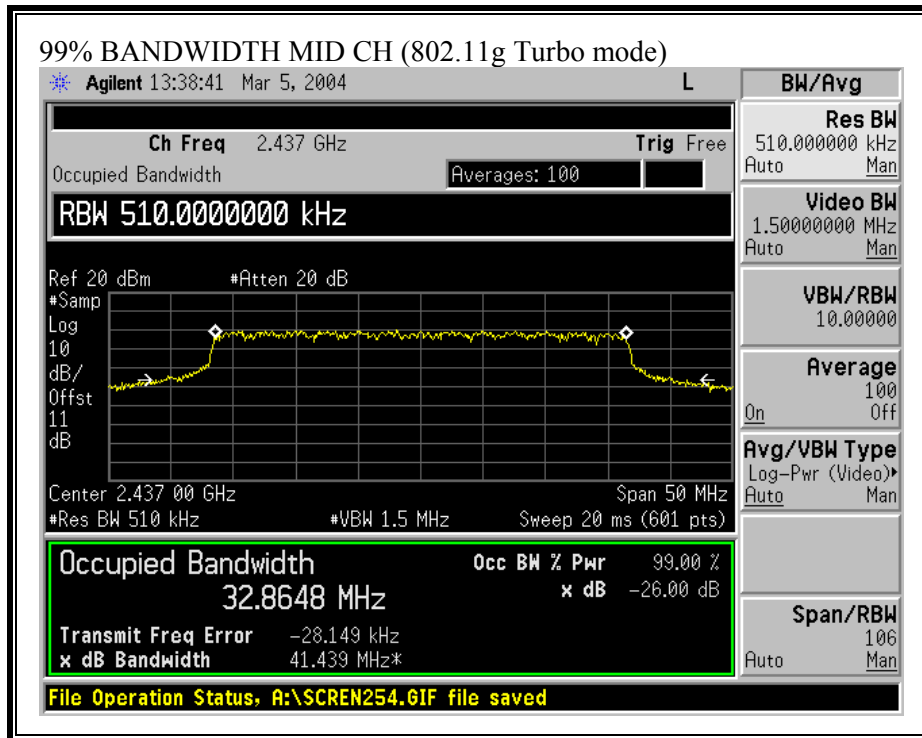 99% BANDWIDTH MID CH (802.11g Turbo mode)
Agilent 13:38:41 Mar 5, 2004 L
BW/Avg
Ch Freq 2.437 GHz Trig Free
Occupied Bandwidth Averages: 100
RBW 510.0000000 kHz
Ref 20 dBm #Atten 20 dB
#Samp
Log
10
dB/
Offst
11
dB
Center 2.437 00 GHz Span 50 MHz
#Res BW 510 kHz #VBW 1.5 MHz Sweep 20 ms (601 pts)
Occupied Bandwidth
32.8648 MHz
Occ BW % Pwr 99.00 %
x dB -26.00 dB
Transmit Freq Error -28.149 kHz
x dB Bandwidth 41.439 MHz*
File Operation Status, A:\SCREN254.GIF file saved
Res BW
510.000000 kHz
Auto Man
Video BW
1.50000000 MHz
Auto Man
VBW/RBW
10.00000
Average
100
On Off
Avg/VBW Type
Log-Pwr (Video)
Auto Man
Span/RBW
106
Auto Man